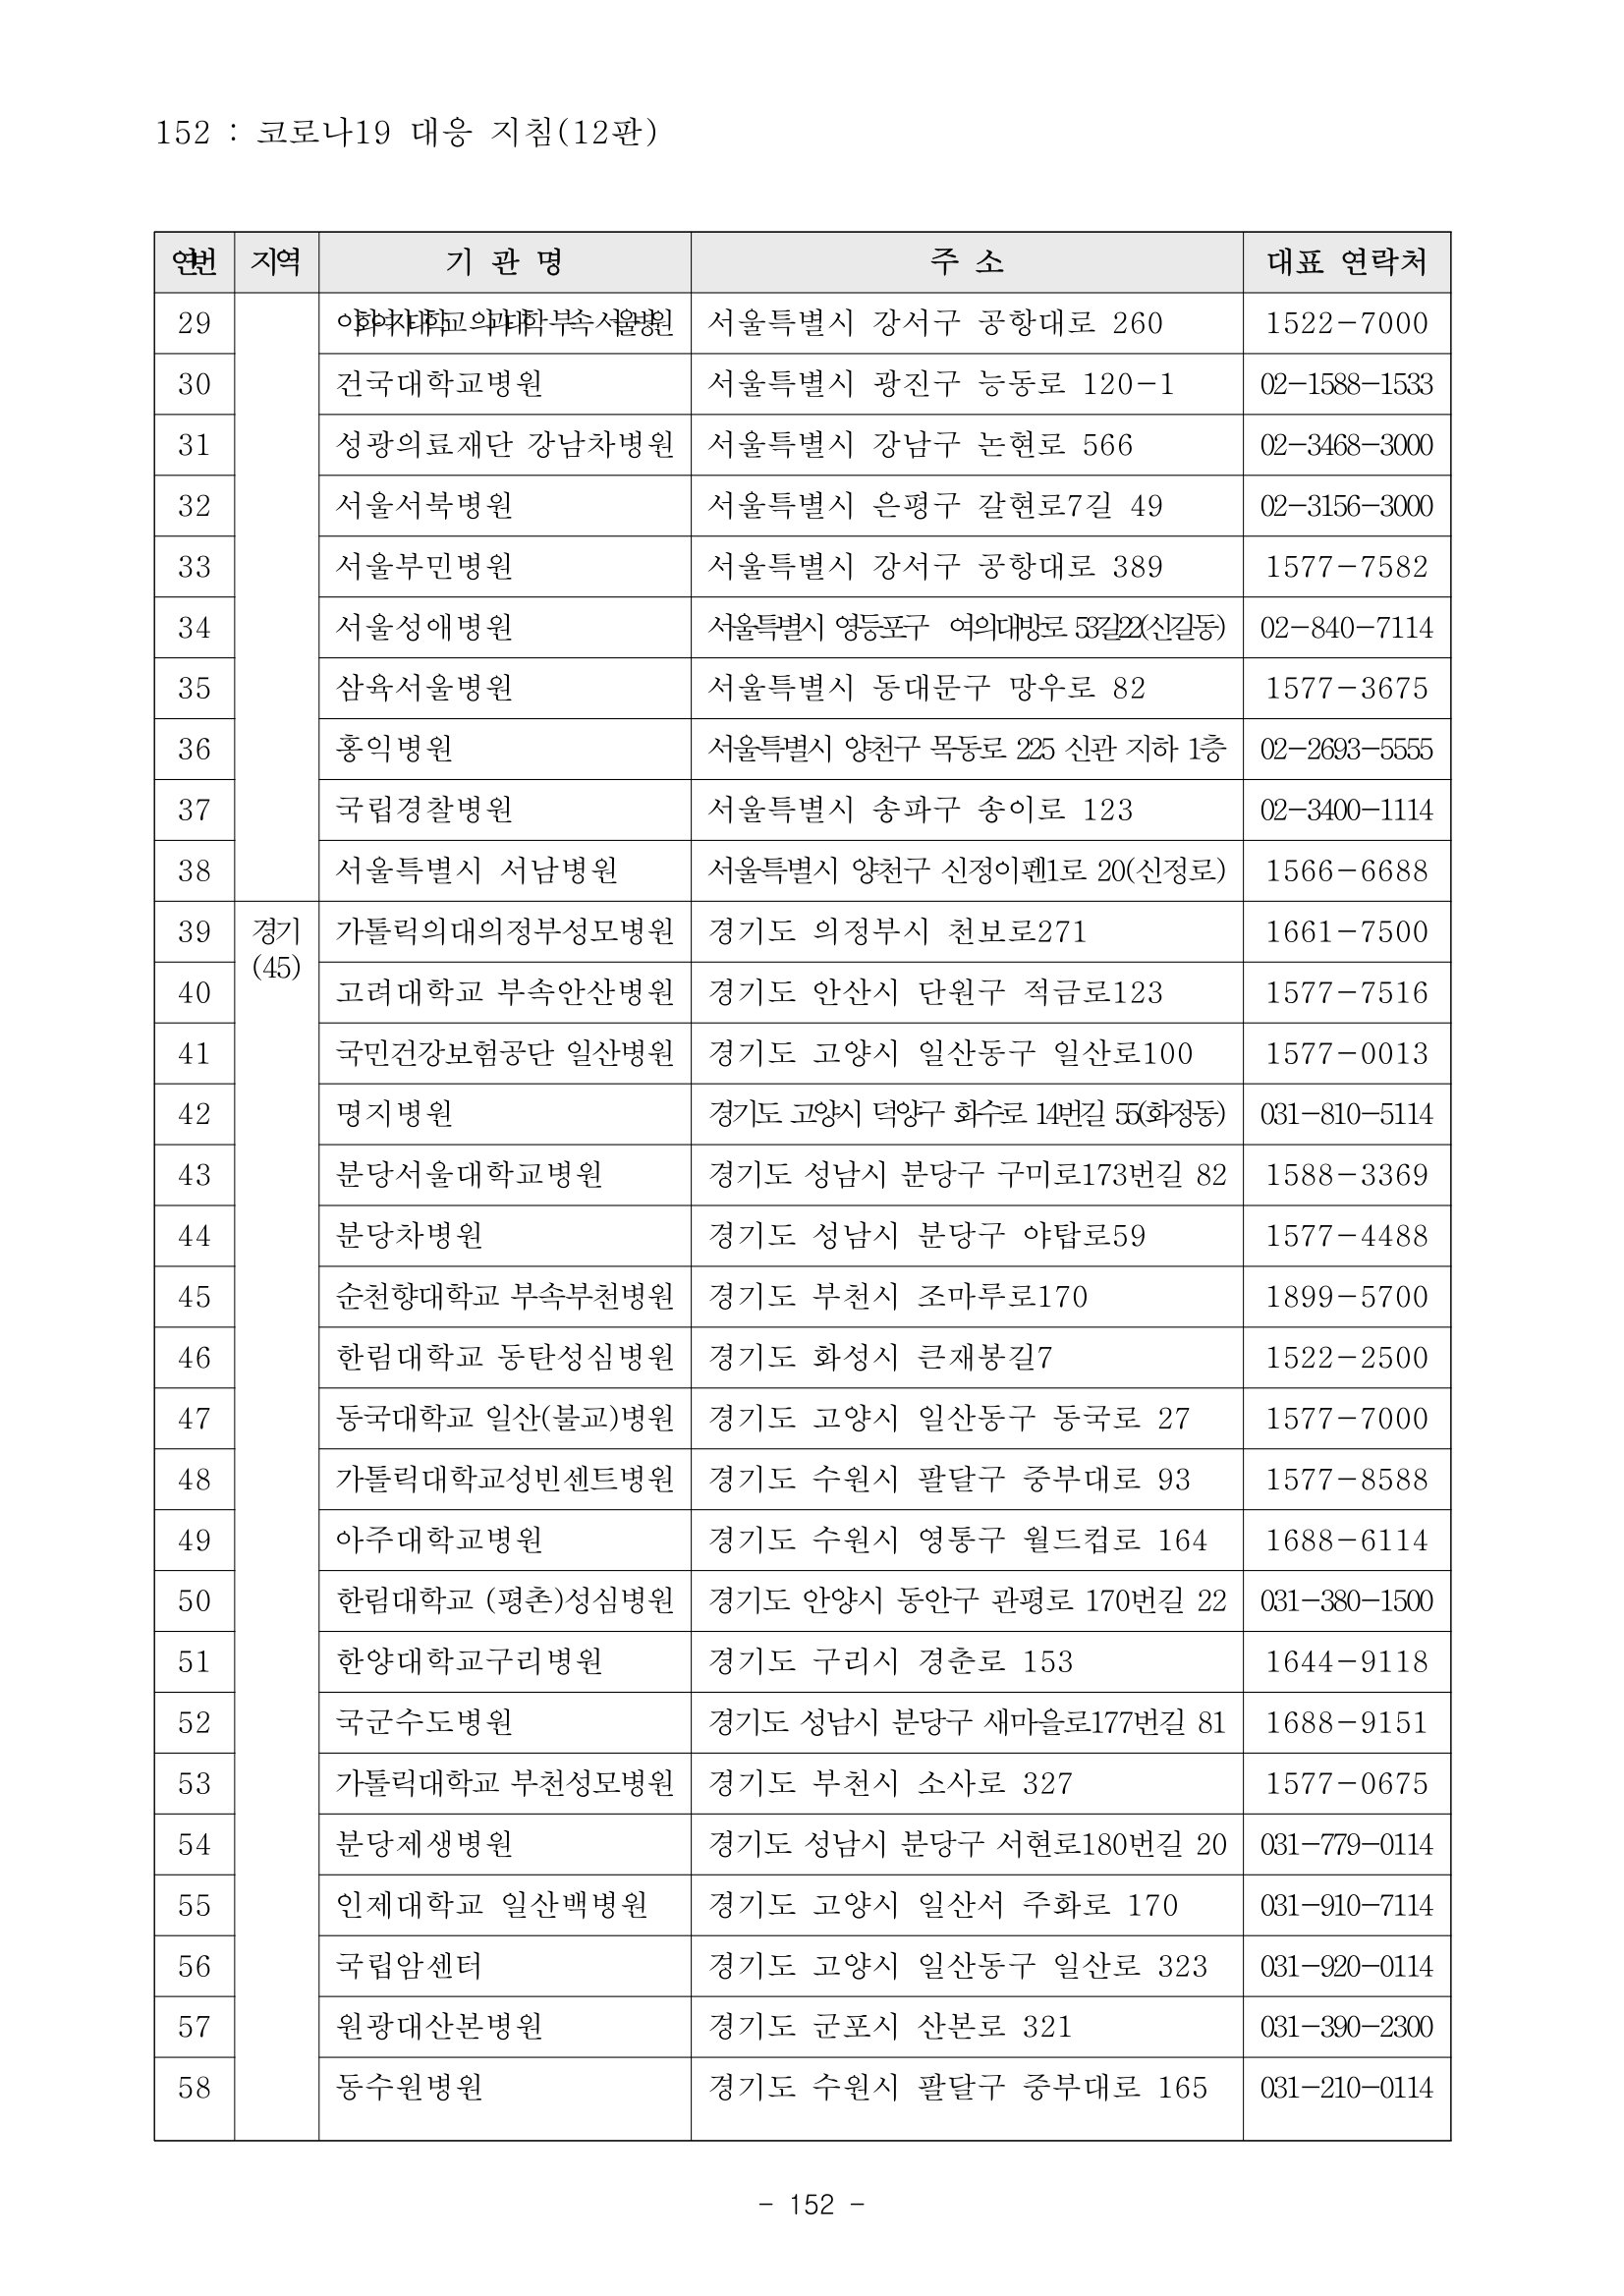 152 : 코로나19 대응 지침(12판)
연번 지역 기 관 명 주 소 대표 연락처
29 이화여자대학교 의과대학부속 서울병원 서울특별시 강서구 공항대로 260 1522-7000
30 건국대학교병원 서울특별시 광진구 능동로 120-1 02-1588-1533
31 성광의료재단 강남차병원 서울특별시 강남구 논현로 566 02-3468-3000
32 서울서북병원 서울특별시 은평구 갈현로7길 49 02-3156-3000
33 서울부민병원 서울특별시 강서구 공항대로 389 1577-7582
34 서울성애병원 서울특별시 영등포구 여의대방로 53길22(신길동) 02-840-7114
35 삼육서울병원 서울특별시 동대문구 망우로 82 1577-3675
36 홍익병원 서울특별시 양천구 목동로 225 신관 지하 1층 02-2693-5555
37 국립경찰병원 서울특별시 송파구 송이로 123 02-3400-1114
38 서울특별시 서남병원 서울특별시 양천구 신정이펜1로 20(신정로) 1566-6688
39 경기 가톨릭의대의정부성모병원 경기도 의정부시 천보로271 1661-7500
(45)
40 고려대학교 부속안산병원 경기도 안산시 단원구 적금로123 1577-7516
41 국민건강보험공단 일산병원 경기도 고양시 일산동구 일산로100 1577-0013
42 명지병원 경기도 고양시 덕양구 화수로 14번길 55(화정동) 031-810-5114
43 분당서울대학교병원 경기도 성남시 분당구 구미로173번길 82 1588-3369
44 분당차병원 경기도 성남시 분당구 야탑로59 1577-4488
45 순천향대학교 부속부천병원 경기도 부천시 조마루로170 1899-5700
46 한림대학교 동탄성심병원 경기도 화성시 큰재봉길7 1522-2500
47 동국대학교 일산(불교)병원 경기도 고양시 일산동구 동국로 27 1577-7000
48 가톨릭대학교성빈센트병원 경기도 수원시 팔달구 중부대로 93 1577-8588
49 아주대학교병원 경기도 수원시 영통구 월드컵로 164 1688-6114
50 한림대학교 (평촌)성심병원 경기도 안양시 동안구 관평로 170번길 22 031-380-1500
51 한양대학교구리병원 경기도 구리시 경춘로 153 1644-9118
52 국군수도병원 경기도 성남시 분당구 새마을로177번길 81 1688-9151
53 가톨릭대학교 부천성모병원 경기도 부천시 소사로 327 1577-0675
54 분당제생병원 경기도 성남시 분당구 서현로180번길 20 031-779-0114
55 인제대학교 일산백병원 경기도 고양시 일산서 주화로 170 031-910-7114
56 국립암센터 경기도 고양시 일산동구 일산로 323 031-920-0114
57 원광대산본병원 경기도 군포시 산본로 321 031-390-2300
58 동수원병원 경기도 수원시 팔달구 중부대로 165 031-210-0114
- 152 -